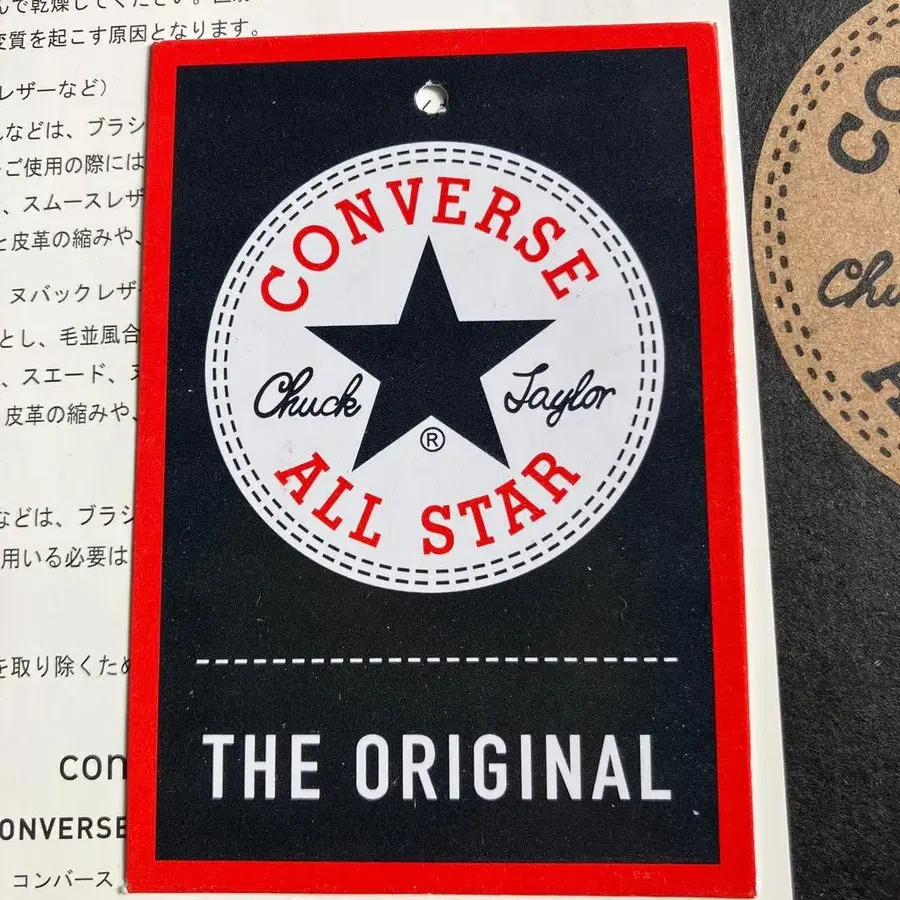 で乾燥してください。
変質を起こす原因となります。
レザーなど）
などは、ブラシ
ご使用の際には
、スムースレザ
と皮革の縮みや、
ヌバックレザ
とし、毛並風合
、スエード、ヌ
皮革の縮みや、
などは、ブラシ
用いる必要は
を取り除くため
con
ONVERSE
コンバース
CONVERSE
Chuck Taylor
®
ALL STAR
THE ORIGINAL
CO
Chu